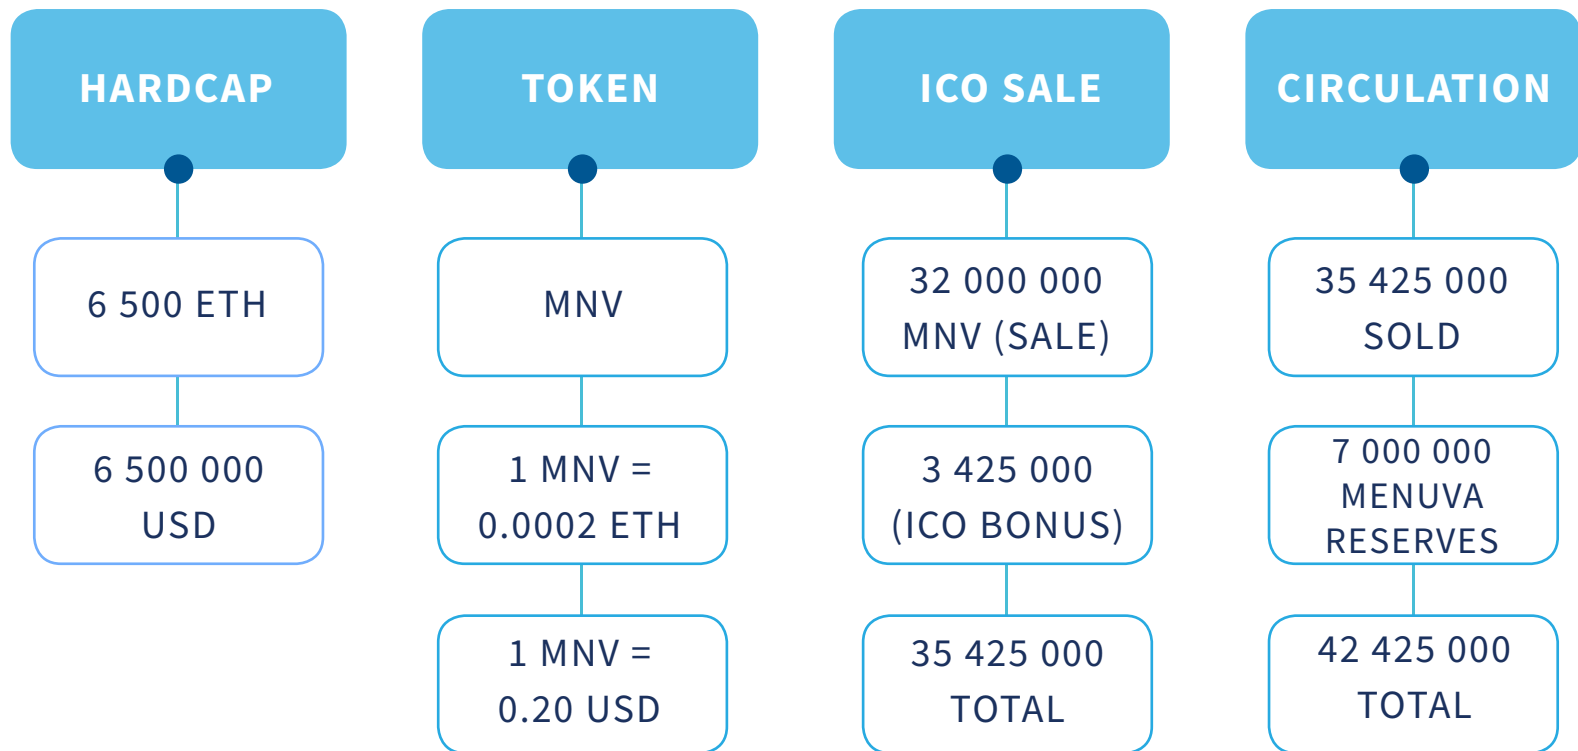 HARDCAP
6 500 ETH
6 500 000
USD
TOKEN
MNV
1 MNV =
0.0002 ETH
1 MNV =
0.20 USD
ICO SALE
32 000 000
MNV (SALE)
3 425 000
(ICO BONUS)
35 425 000
TOTAL
CIRCULATION
35 425 000
SOLD
7 000 000
MENUVA
RESERVES
42 425 000
TOTAL